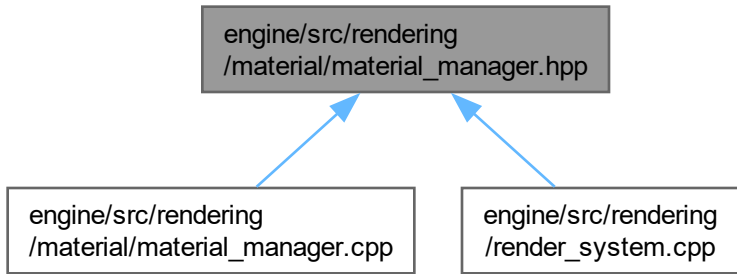 engine/src/rendering
/material/material_manager.hpp
engine/src/rendering
/material/material_manager.cpp
engine/src/rendering
/render_system.cpp